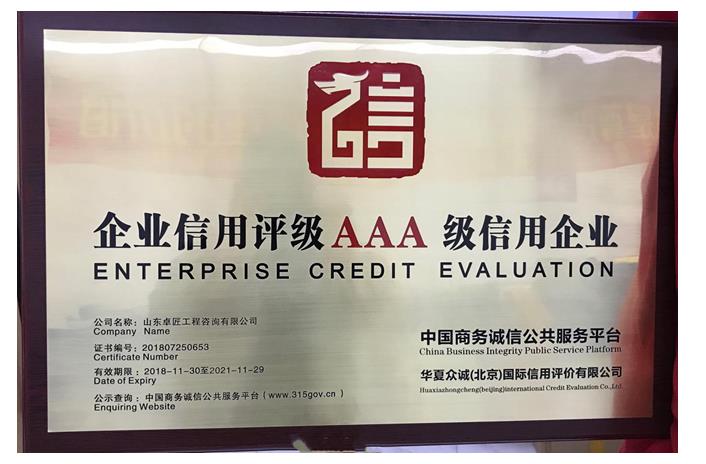 企业信用评级AAA 级信用企业
ENTERPRISE CREDIT EVALUATION
公司名称：山东卓匠工程咨询有限公司
Company Name
证书编号：201807250653
Certificate Number
有效期限：2018-11-30至2021-11-29
Date of Expiry
公示查询：中国商务诚信公共服务平台（www.315gov.cn）
Enquiring Website
中国商务诚信公共服务平台
China Business Integrity Public Service Platform
华夏众诚(北京)国际信用评价有限公司
Huaxiazhongcheng(beijing)international Credit Evaluation Co.,Ltd.